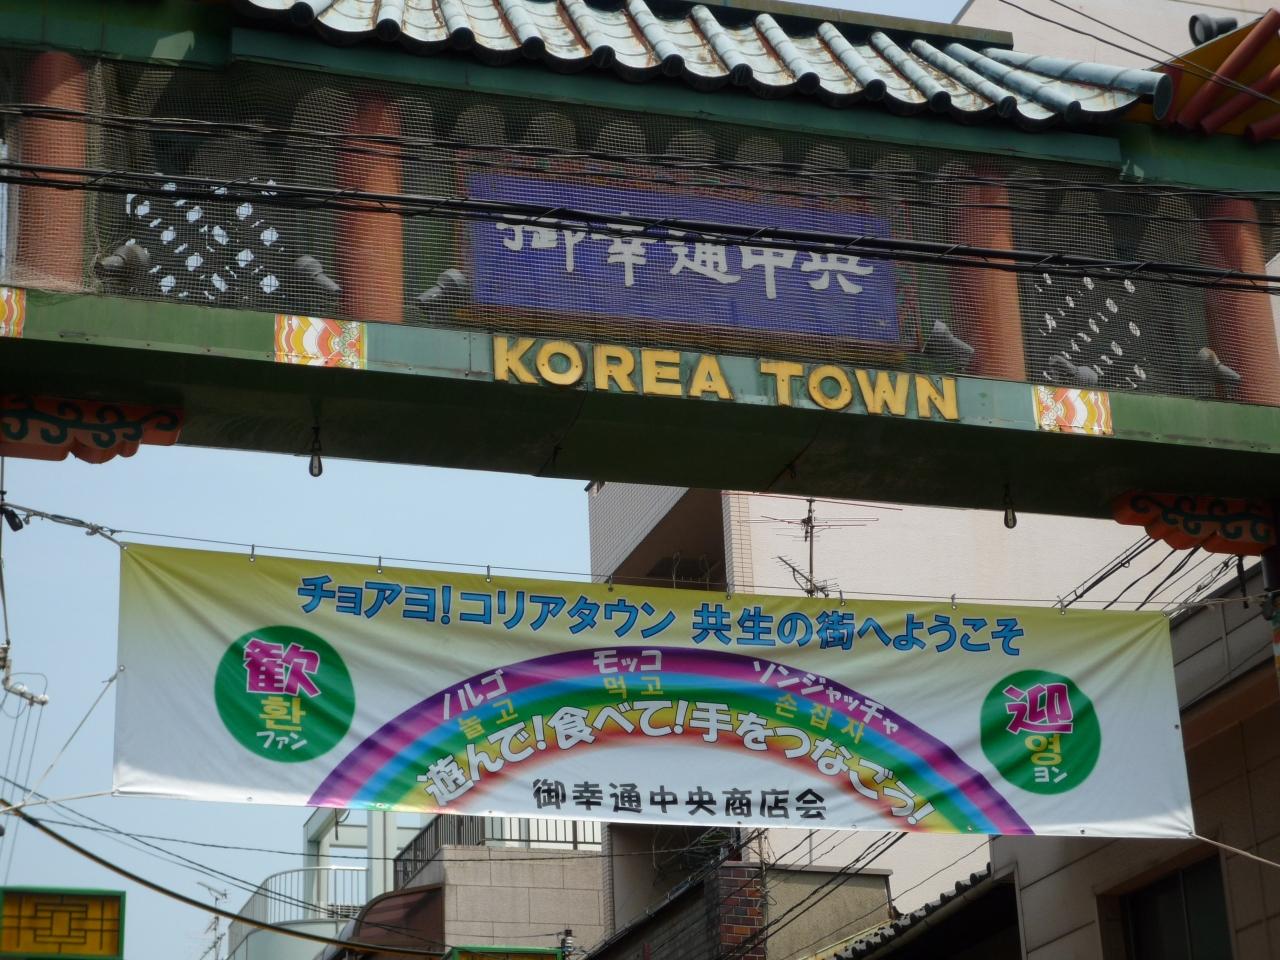 御幸通中央
KOREA TOWN
チョアヨ!コリアタウン 共生の街へようこそ
歓
환
ファン
ノルゴ モッコ ソンジャッチャ
놀고 먹고 손집자
遊んで!食べて!手をつなごう!
迎
영
ヨン
御幸通中央商店会